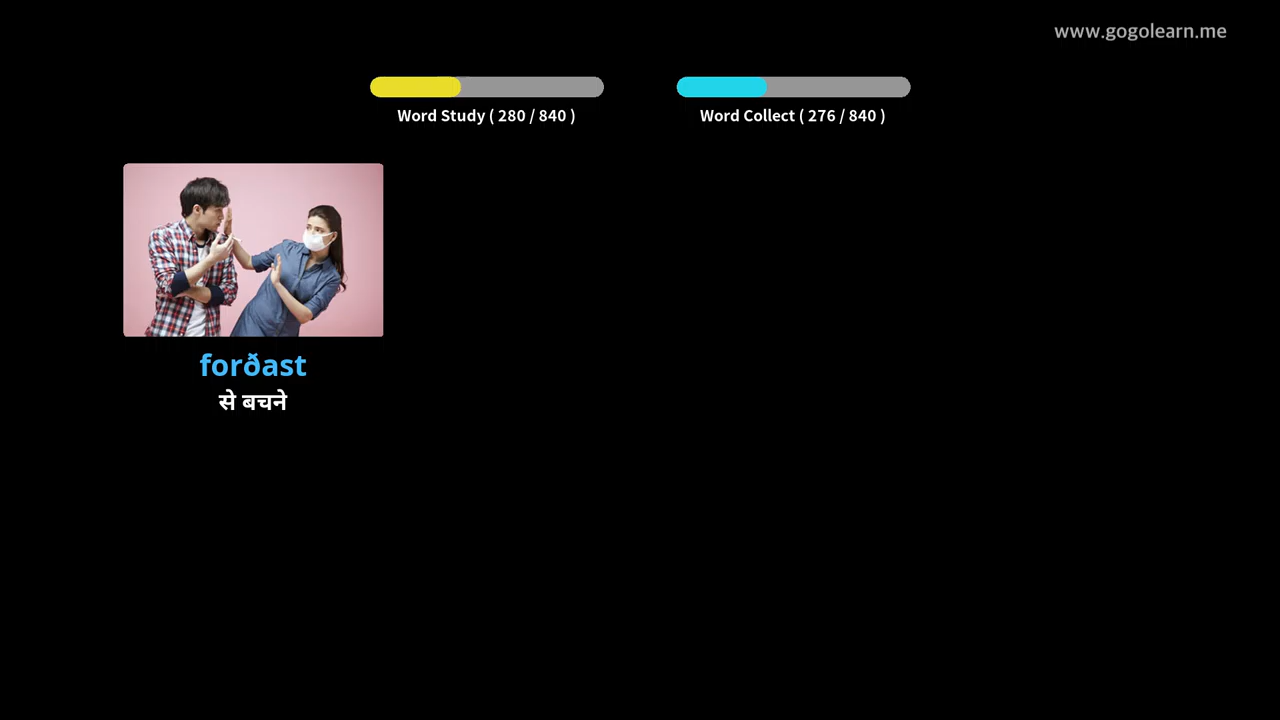 www.gogolearn.me
Word Study ( 280 / 840 )
Word Collect ( 276 / 840 )
forðast
से बचने